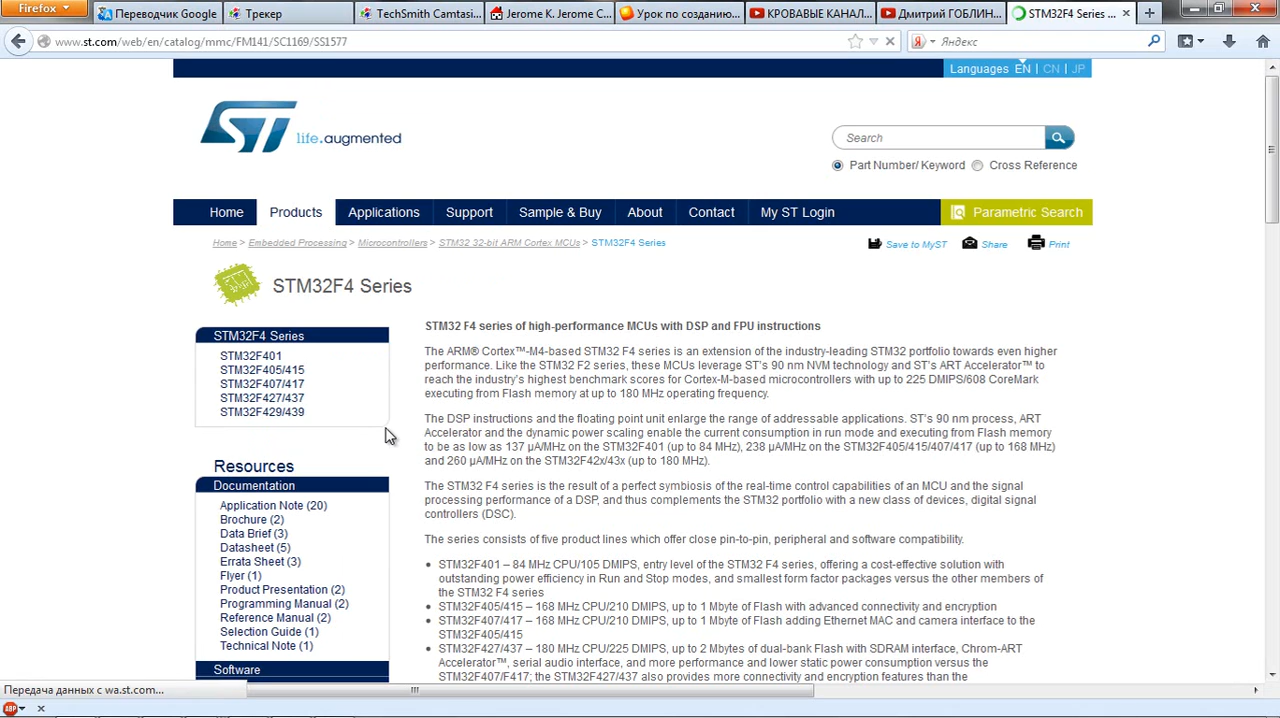 Firefox
Переводчик Google
Трекер
TechSmith Camtasi...
Jerome K. Jerome C...
Урок по созданию...
КРОВАВЫЕ КАНАЛ...
Дмитрий ГОБЛИН...
STM32F4 Series ...
www.st.com/web/en/catalog/mmc/FM141/SC1169/SS1577
Яндекс
Languages EN | CN | JP
ST life.augmented
Search
Part Number/ Keyword Cross Reference
Home Products Applications Support Sample & Buy About Contact My ST Login Parametric Search
Home > Embedded Processing > Microcontrollers > STM32 32-bit ARM Cortex MCUs > STM32F4 Series
Save to MyST Share Print
STM32F4 Series
STM32F4 Series
STM32F401
STM32F405/415
STM32F407/417
STM32F427/437
STM32F429/439
Resources
Documentation
Application Note (20)
Brochure (2)
Data Brief (3)
Datasheet (5)
Errata Sheet (3)
Flyer (1)
Product Presentation (2)
Programming Manual (2)
Reference Manual (2)
Selection Guide (1)
Technical Note (1)
Software
STM32 F4 series of high-performance MCUs with DSP and FPU instructions
The ARM® Cortex™-M4-based STM32 F4 series is an extension of the industry-leading STM32 portfolio towards even higher
performance. Like the STM32 F2 series, these MCUs leverage ST's 90 nm NVM technology and ST's ART Accelerator™ to
reach the industry's highest benchmark scores for Cortex-M-based microcontrollers with up to 225 DMIPS/608 CoreMark
executing from Flash memory at up to 180 MHz operating frequency.
The DSP instructions and the floating point unit enlarge the range of addressable applications. ST's 90 nm process, ART
Accelerator and the dynamic power scaling enable the current consumption in run mode and executing from Flash memory
to be as low as 137 µA/MHz on the STM32F401 (up to 84 MHz), 238 µA/MHz on the STM32F405/415/407/417 (up to 168 MHz)
and 260 µA/MHz on the STM32F42x/43x (up to 180 MHz).
The STM32 F4 series is the result of a perfect symbiosis of the real-time control capabilities of an MCU and the signal
processing performance of a DSP, and thus complements the STM32 portfolio with a new class of devices, digital signal
controllers (DSC).
The series consists of five product lines which offer close pin-to-pin, peripheral and software compatibility.
• STM32F401 – 84 MHz CPU/105 DMIPS, entry level of the STM32 F4 series, offering a cost-effective solution with
outstanding power efficiency in Run and Stop modes, and smallest form factor packages versus the other members of
the STM32 F4 series
• STM32F405/415 – 168 MHz CPU/210 DMIPS, up to 1 Mbyte of Flash with advanced connectivity and encryption
• STM32F407/417 – 168 MHz CPU/210 DMIPS, up to 1 Mbyte of Flash adding Ethernet MAC and camera interface to the
STM32F405/415
• STM32F427/437 – 180 MHz CPU/225 DMIPS, up to 2 Mbytes of dual-bank Flash with SDRAM interface, Chrom-ART
Accelerator™, serial audio interface, and more performance and lower static power consumption versus the
STM32F407/F417; the STM32F427/437 also provides more connectivity and encryption features than the
Передача данных с wa.st.com...
ABP